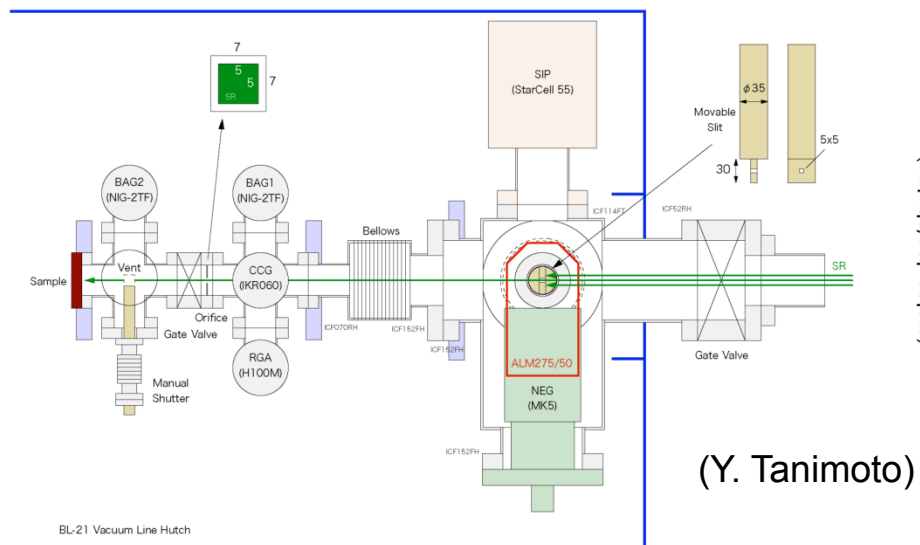 7
5
5
7
SR
SIP
(StarCell 55)
Movable
Slit
φ35
5x5
30
BAG2
(NIG-2TF)
BAG1
(NIG-2TF)
ICF114FT
ICF52RH
Bellows
Vent
CCG
(IKR060)
SR
Sample
Orifice
Gate Valve
ICF070RH
ICF152FH
ICF152FH
RGA
(H100M)
ALM275/50
Gate Valve
Manual
Shutter
NEG
(MK5)
ICF152FH
(Y. Tanimoto)
BL-21 Vacuum Line Hutch